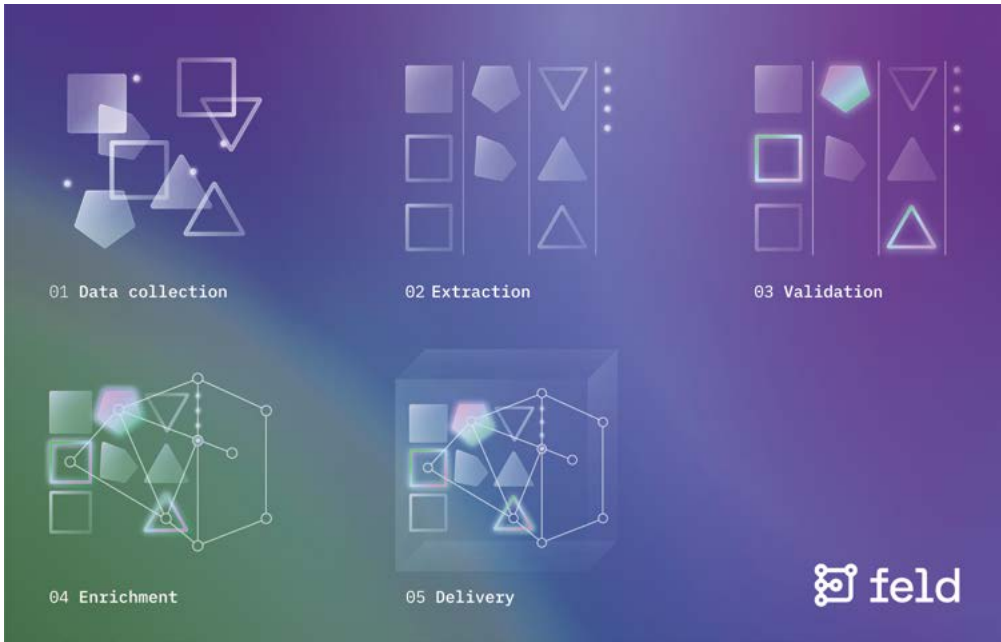 01 Data collection
02 Extraction
03 Validation
04 Enrichment
05 Delivery
feld